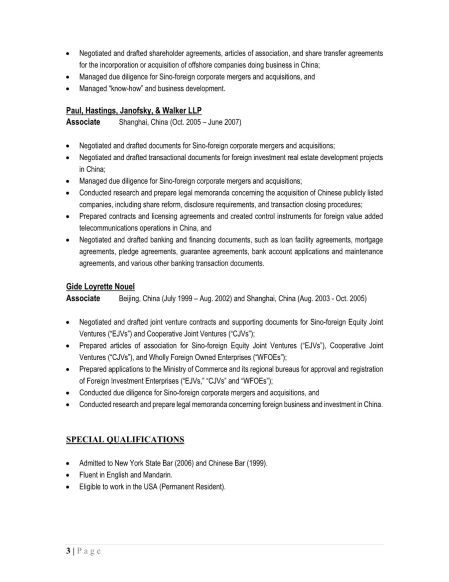 • Negotiated and drafted shareholder agreements, articles of association, and share transfer agreements
for the incorporation or acquisition of offshore companies doing business in China;
• Managed due diligence for Sino-foreign corporate mergers and acquisitions, and
• Managed “know-how” and business development.
Paul, Hastings, Janofsky, & Walker LLP
Associate Shanghai, China (Oct. 2005 – June 2007)
• Negotiated and drafted documents for Sino-foreign corporate mergers and acquisitions;
• Negotiated and drafted transactional documents for foreign investment real estate development projects
in China;
• Managed due diligence for Sino-foreign corporate mergers and acquisitions;
• Conducted research and prepare legal memoranda concerning the acquisition of Chinese publicly listed
companies, including share reform, disclosure requirements, and transaction closing procedures;
• Prepared contracts and licensing agreements and created control instruments for foreign value added
telecommunications operations in China, and
• Negotiated and drafted banking and financing documents, such as loan facility agreements, mortgage
agreements, pledge agreements, guarantee agreements, bank account applications and maintenance
agreements, and various other banking transaction documents.
Gide Loyrette Nouel
Associate Beijing, China (July 1999 – Aug. 2002) and Shanghai, China (Aug. 2003 - Oct. 2005)
• Negotiated and drafted joint venture contracts and supporting documents for Sino-foreign Equity Joint
Ventures (“EJVs”) and Cooperative Joint Ventures (“CJVs”);
• Prepared articles of association for Sino-foreign Equity Joint Ventures (“EJVs”), Cooperative Joint
Ventures (“CJVs”), and Wholly Foreign Owned Enterprises (“WFOEs”);
• Prepared applications to the Ministry of Commerce and its regional bureaus for approval and registration
of Foreign Investment Enterprises (“EJVs,” “CJVs” and “WFOEs”);
• Conducted due diligence for Sino-foreign corporate mergers and acquisitions, and
• Conducted research and prepare legal memoranda concerning foreign business and investment in China.
SPECIAL QUALIFICATIONS
• Admitted to New York State Bar (2006) and Chinese Bar (1999).
• Fluent in English and Mandarin.
• Eligible to work in the USA (Permanent Resident).
3 | Page